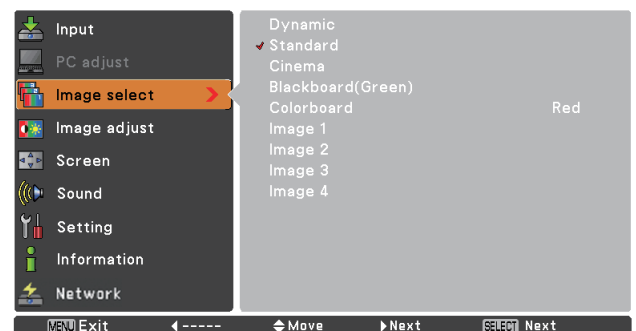 Input
PC adjust
Image select
Image adjust
Screen
Sound
Setting
Information
Network
Dynamic
Standard
Cinema
Blackboard(Green)
Colorboard Red
Image 1
Image 2
Image 3
Image 4
MENU Exit ----- Move Next SELECT Next